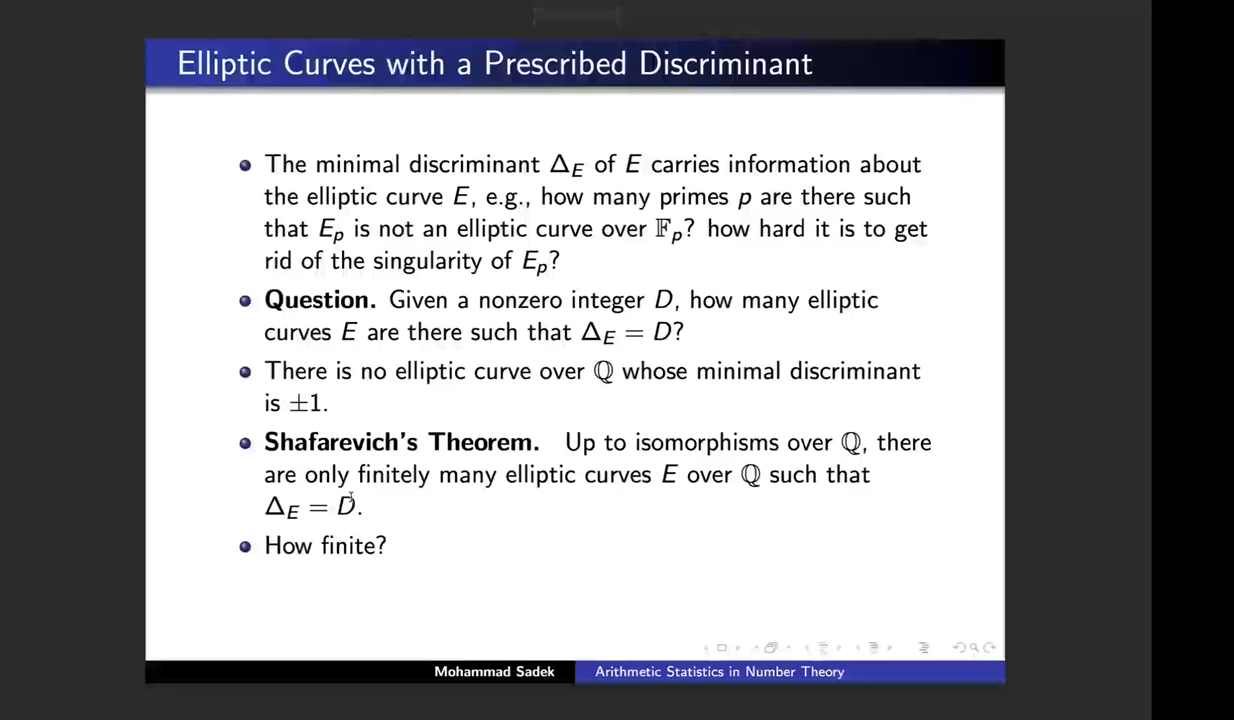 Elliptic Curves with a Prescribed Discriminant
The minimal discriminant Δ_E of E carries information about
the elliptic curve E, e.g., how many primes p are there such
that E_p is not an elliptic curve over 𝔽_p? how hard it is to get
rid of the singularity of E_p?
Question. Given a nonzero integer D, how many elliptic
curves E are there such that Δ_E = D?
There is no elliptic curve over ℚ whose minimal discriminant
is ±1.
Shafarevich's Theorem. Up to isomorphisms over ℚ, there
are only finitely many elliptic curves E over ℚ such that
Δ_E = D.
How finite?
Mohammad Sadek
Arithmetic Statistics in Number Theory